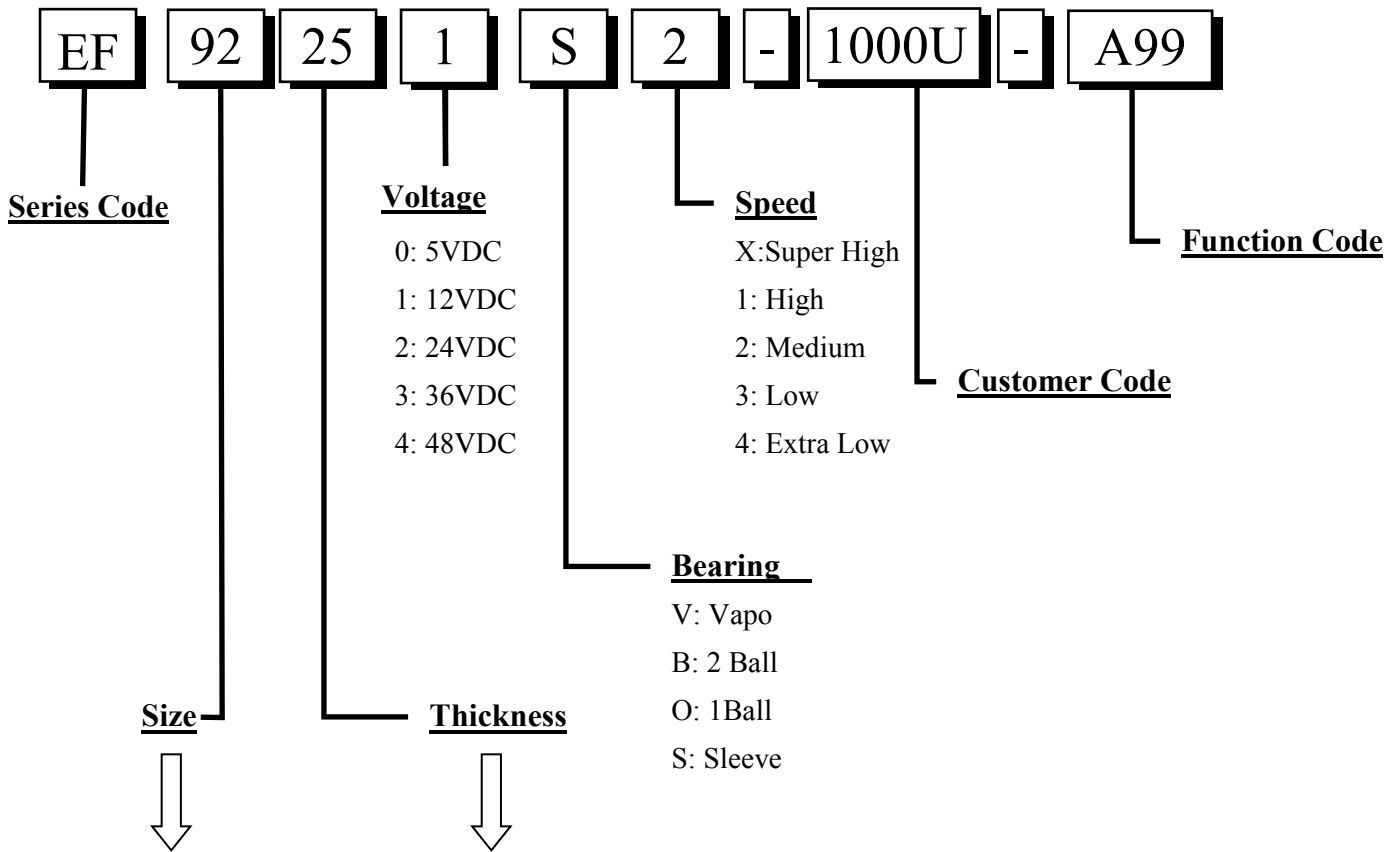 EF 92 25 1 S 2 - 1000U - A99
Series Code
Voltage
0: 5VDC
1: 12VDC
2: 24VDC
3: 36VDC
4: 48VDC
Speed
X:Super High
1: High
2: Medium
3: Low
4: Extra Low
Function Code
Customer Code
Bearing
V: Vapo
B: 2 Ball
O: 1Ball
S: Sleeve
Size
Thickness